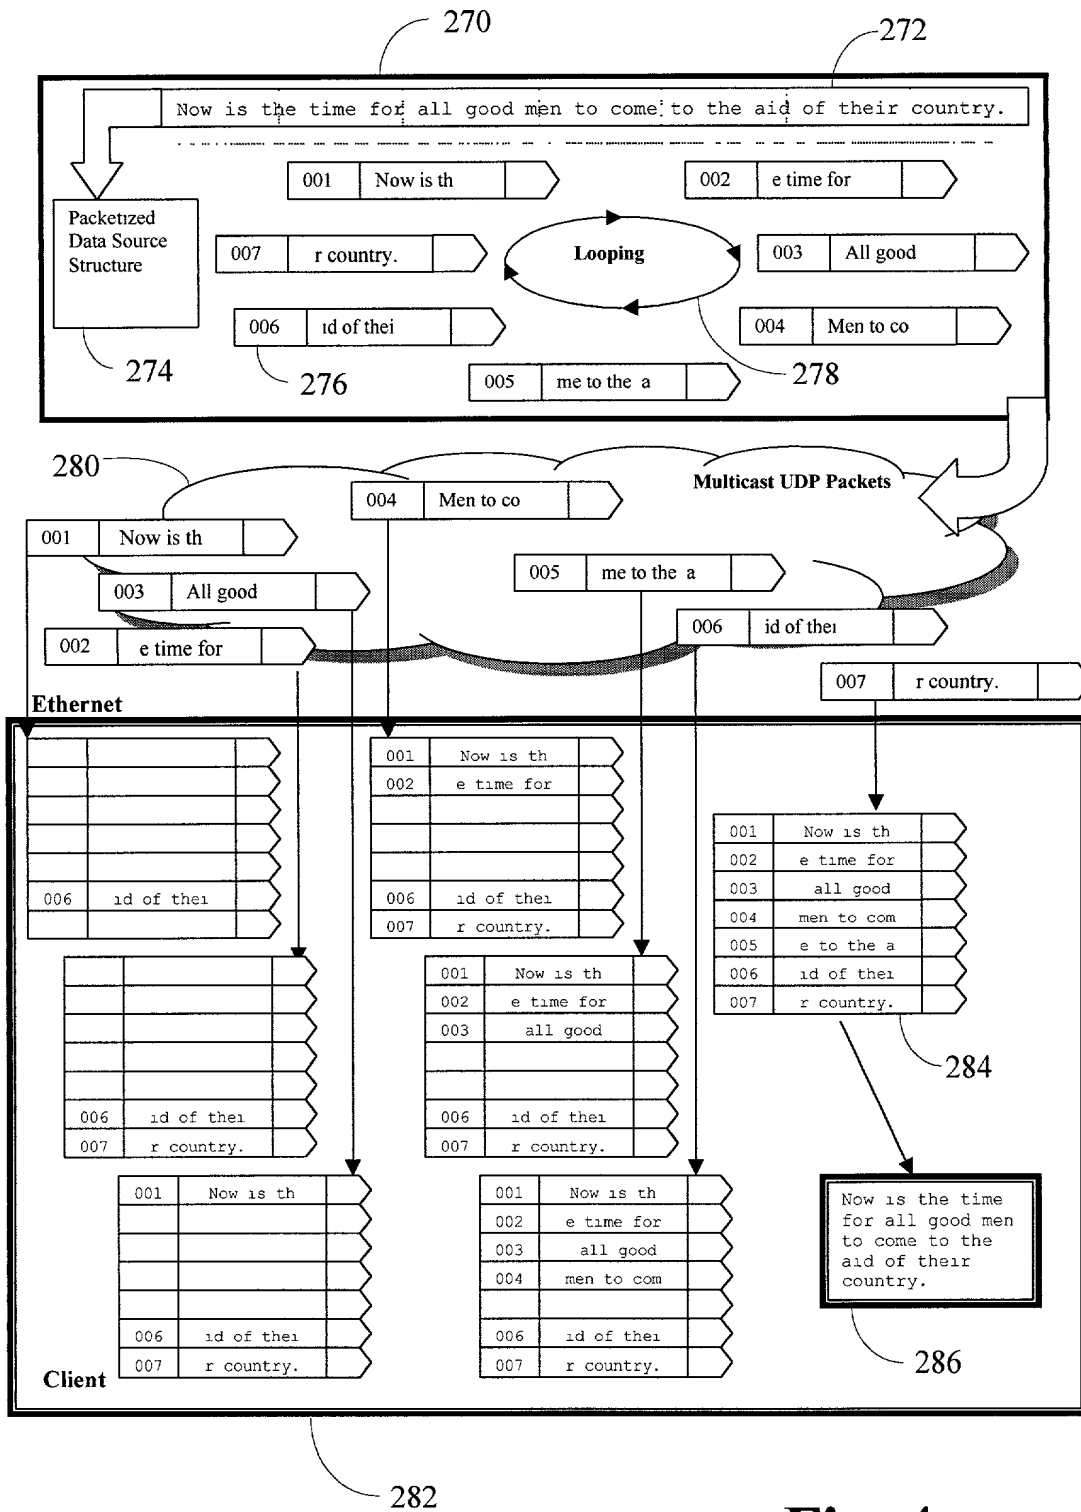 270
272
Now is the time for all good men to come to the aid of their country.
001 Now is th
002 e time for
Packetized
Data Source
Structure
007 r country.
Looping
003 All good
006 id of thei
004 Men to co
274
276
005 me to the a
278
280
004 Men to co
Multicast UDP Packets
001 Now is th
005 me to the a
003 All good
006 id of thei
002 e time for
007 r country.
Ethernet
006 id of thei
001 Now is th
002 e time for
006 id of thei
007 r country.
001 Now is th
002 e time for
003 all good
004 men to com
005 e to the a
006 id of thei
007 r country.
284
006 id of thei
007 r country.
001 Now is th
002 e time for
003 all good
006 id of thei
007 r country.
001 Now is th
006 id of thei
007 r country.
001 Now is th
002 e time for
003 all good
004 men to com
006 id of thei
007 r country.
Now is the time
for all good men
to come to the
aid of their
country.
286
Client
282